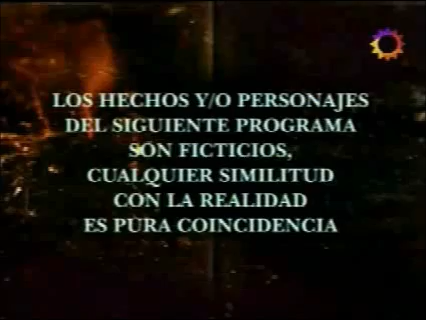 LOS HECHOS Y/O PERSONAJES
DEL SIGUIENTE PROGRAMA
SON FICTICIOS,
CUALQUIER SIMILITUD
CON LA REALIDAD
ES PURA COINCIDENCIA